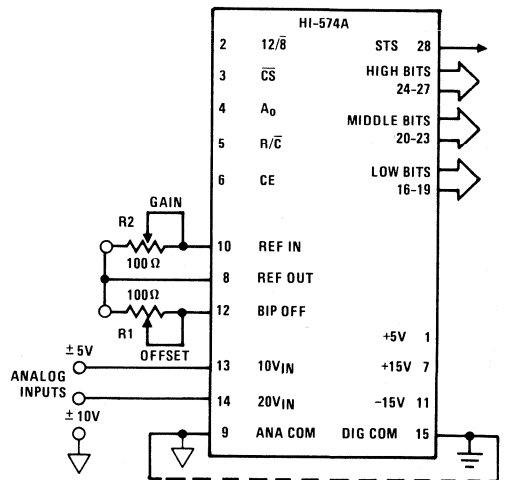 HI-574A
2 12/8̅ STS 28
3 C̅S̅ HIGH BITS
24-27
4 A₀ MIDDLE BITS
20-23
5 R/C̅
6 CE LOW BITS
16-19
GAIN
R2
100Ω
10 REF IN
8 REF OUT
100Ω
12 BIP OFF
R1
OFFSET
+5V 1
±5V
13 10VIN +15V 7
ANALOG
INPUTS
14 20VIN -15V 11
±10V
9 ANA COM DIG COM 15